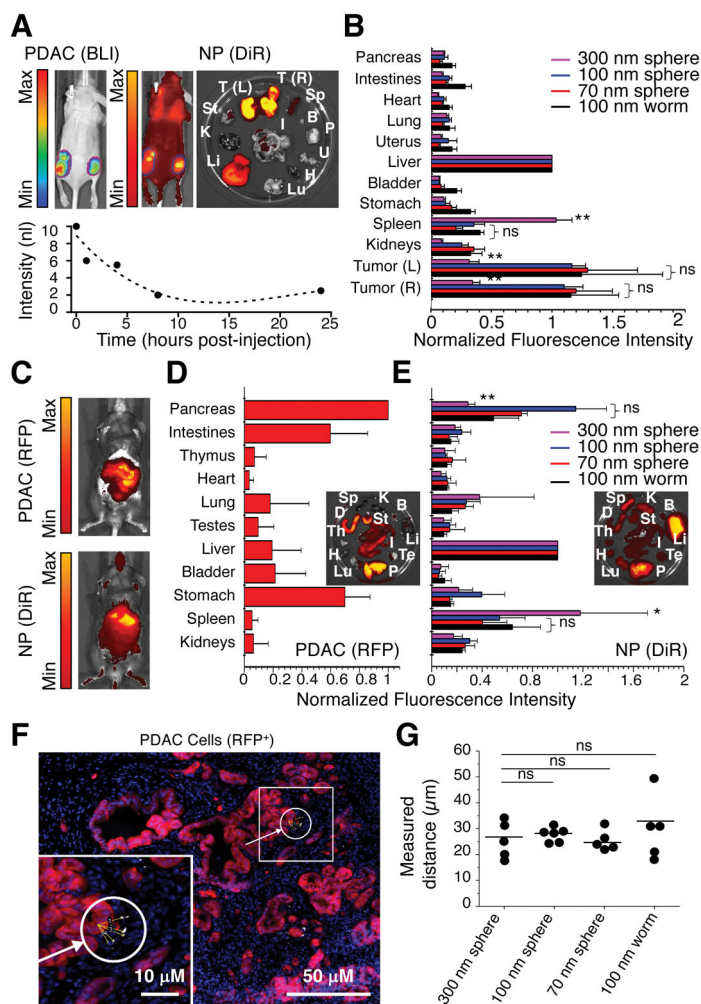 A
PDAC (BLI)
NP (DiR)
Max
Min
Max
Min
T (L)
T (R)
St
Sp
B
K
I
P
U
Li
H
Lu
Intensity (nl)
10
8
6
4
2
0
0 5 10 15 20 25
Time (hours post-injection)
B
Pancreas
Intestines
Heart
Lung
Uterus
Liver
Bladder
Stomach
Spleen
Kidneys
Tumor (L)
Tumor (R)
300 nm sphere
100 nm sphere
70 nm sphere
100 nm worm
**
ns
**
ns
**
ns
0 0.5 1 1.5 2
Normalized Fluorescence Intensity
C
PDAC (RFP)
Max
Min
NP (DiR)
Max
Min
D
Pancreas
Intestines
Thymus
Heart
Lung
Testes
Liver
Bladder
Stomach
Spleen
Kidneys
Sp
K
D
B
Th
St
I
Li
H
Te
Lu
P
PDAC (RFP)
0 0.2 0.4 0.6 0.8 1
E
**
ns
300 nm sphere
100 nm sphere
70 nm sphere
100 nm worm
Sp
K
D
B
Th
St
I
Li
H
Te
Lu
P
*
ns
NP (DiR)
0 0.4 0.8 1.2 1.6 2
Normalized Fluorescence Intensity
F
PDAC Cells (RFP+)
10 µM
50 µM
G
Measured
distance (µm)
60
50
40
30
20
10
0
ns
ns
ns
300 nm sphere
100 nm sphere
70 nm sphere
100 nm worn